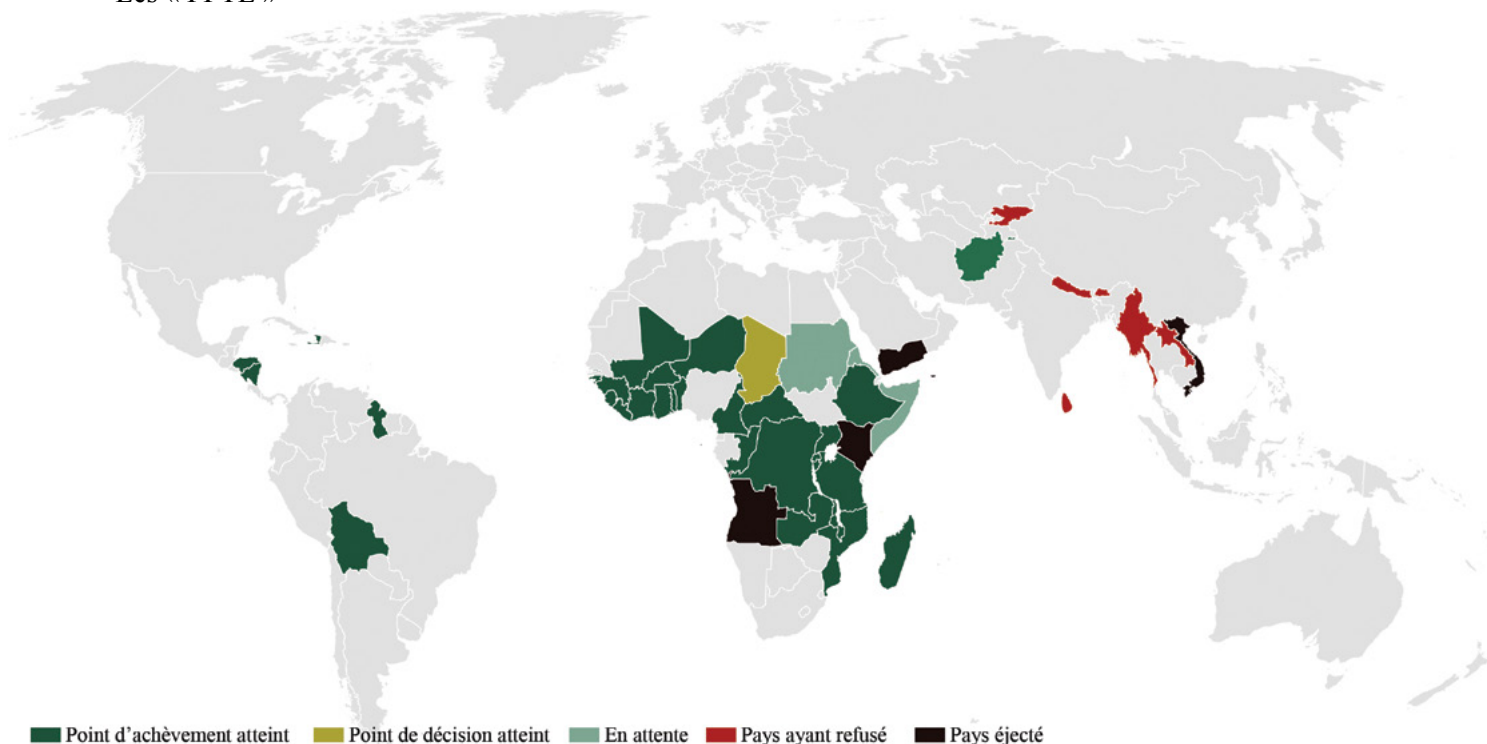 Point d'achèvement atteint
Point de décision atteint
En attente
Pays ayant refusé
Pays éjecté